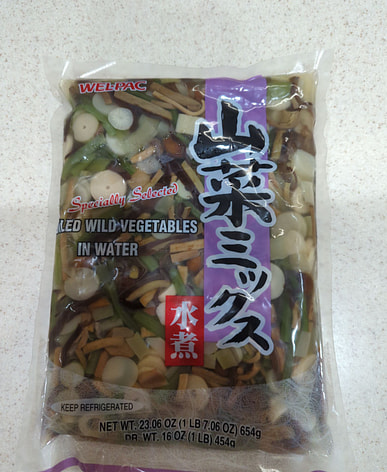 WELPAC
山菜ミックス
Specially Selected
WILD VEGETABLES
IN WATER
水煮
KEEP REFRIGERATED
NET WT. 23.06 OZ (1 LB 7.06 OZ) 654g
DR. WT. 16 OZ (1 LB) 454g